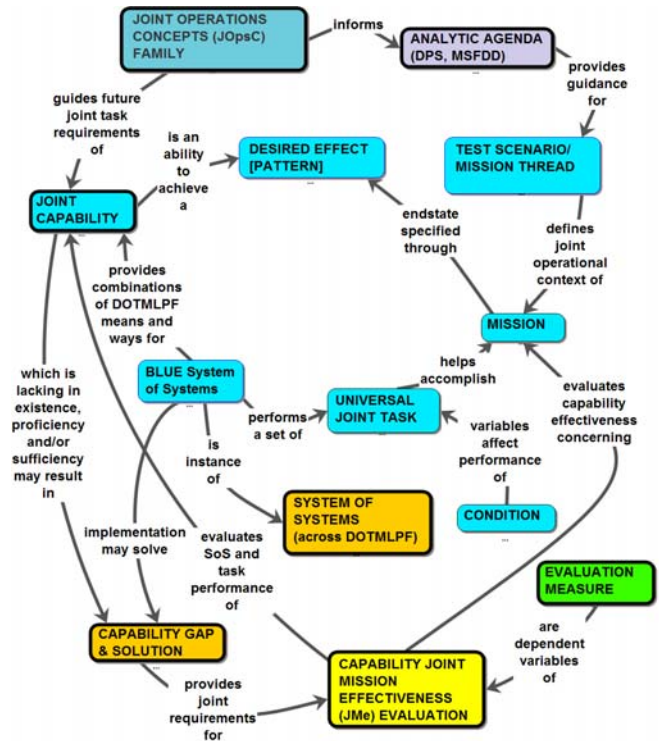 JOINT OPERATIONS
CONCEPTS (JOpsC)
FAMILY
informs
ANALYTIC AGENDA
(DPS, MSFDD)
...
provides
guidance
for
guides future
joint task
requirements
of
is an
ability
to
achieve
a
DESIRED EFFECT
[PATTERN]
...
TEST SCENARIO/
MISSION THREAD
...
JOINT
CAPABILITY
...
endstate
specified
through
defines
joint
operational
context of
provides
combinations
of DOTMLPF
means and
ways for
MISSION
...
which is
lacking in
existence,
proficiency
and/or
sufficiency
may result
in
BLUE System
of Systems
...
helps
accomplish
evaluates
capability
effectiveness
concerning
performs
a set of
UNIVERSAL
JOINT TASK
...
variables
affect
performance
of
is
instance
of
SYSTEM OF
SYSTEMS
(across DOTMLPF)
...
CONDITION
...
implementation
may solve
evaluates
SoS and
task
performance
of
EVALUATION
MEASURE
...
CAPABILITY GAP
& SOLUTION
...
CAPABILITY JOINT
MISSION
EFFECTIVENESS
(JMe) EVALUATION
are
dependent
variables
of
provides
joint
requirements
for